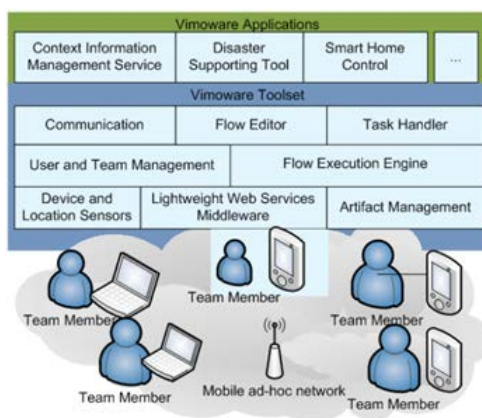 Vimoware Applications
Context Information
Management Service
Disaster
Supporting Tool
Smart Home
Control
...
Vimoware Toolset
Communication
Flow Editor
Task Handler
User and Team Management
Flow Execution Engine
Device and
Location Sensors
Lightweight Web Services
Middleware
Artifact Management
Team Member
Team Member
Team Member
Team Member
Mobile ad-hoc network
Team Member